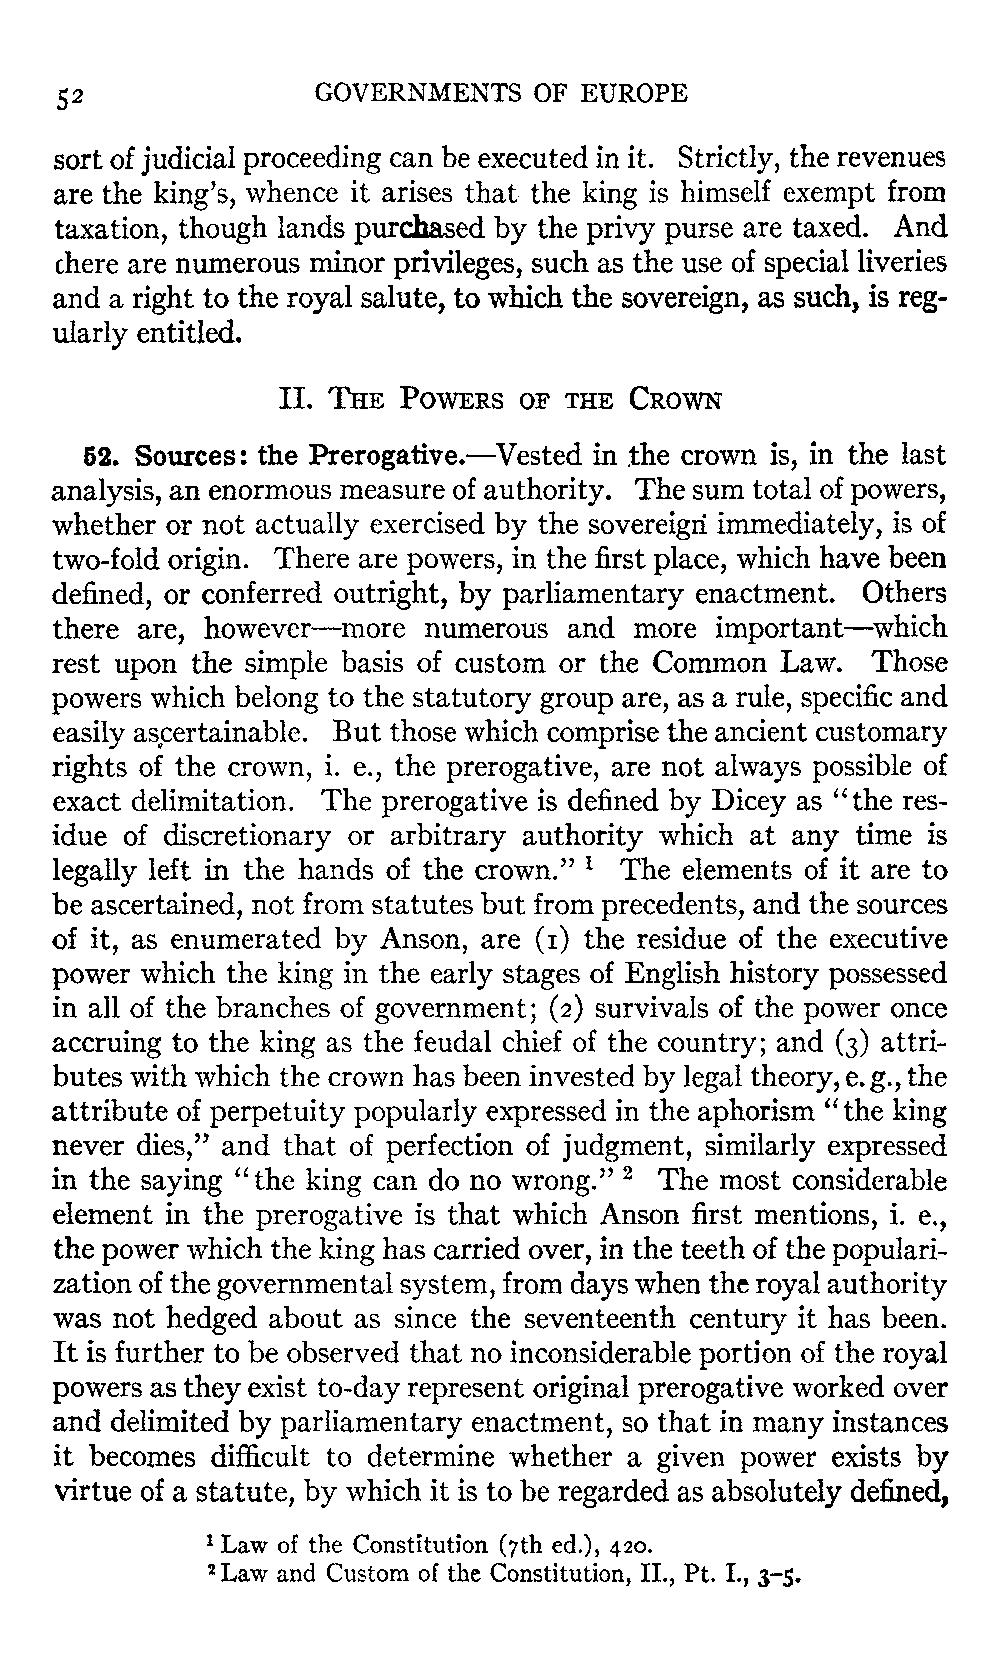 52 GOVERNMENTS OF EUROPE
sort of judicial proceeding can be executed in it. Strictly, the revenues
are the king's, whence it arises that the king is himself exempt from
taxation, though lands purchased by the privy purse are taxed. And
there are numerous minor privileges, such as the use of special liveries
and a right to the royal salute, to which the sovereign, as such, is reg-
ularly entitled.
II. THE POWERS OF THE CROWN
52. Sources: the Prerogative.—Vested in the crown is, in the last
analysis, an enormous measure of authority. The sum total of powers,
whether or not actually exercised by the sovereign immediately, is of
two-fold origin. There are powers, in the first place, which have been
defined, or conferred outright, by parliamentary enactment. Others
there are, however—more numerous and more important—which
rest upon the simple basis of custom or the Common Law. Those
powers which belong to the statutory group are, as a rule, specific and
easily ascertainable. But those which comprise the ancient customary
rights of the crown, i. e., the prerogative, are not always possible of
exact delimitation. The prerogative is defined by Dicey as "the res-
idue of discretionary or arbitrary authority which at any time is
legally left in the hands of the crown." ¹ The elements of it are to
be ascertained, not from statutes but from precedents, and the sources
of it, as enumerated by Anson, are (1) the residue of the executive
power which the king in the early stages of English history possessed
in all of the branches of government; (2) survivals of the power once
accruing to the king as the feudal chief of the country; and (3) attri-
butes with which the crown has been invested by legal theory, e. g., the
attribute of perpetuity popularly expressed in the aphorism "the king
never dies," and that of perfection of judgment, similarly expressed
in the saying "the king can do no wrong." ² The most considerable
element in the prerogative is that which Anson first mentions, i. e.,
the power which the king has carried over, in the teeth of the populari-
zation of the governmental system, from days when the royal authority
was not hedged about as since the seventeenth century it has been.
It is further to be observed that no inconsiderable portion of the royal
powers as they exist to-day represent original prerogative worked over
and delimited by parliamentary enactment, so that in many instances
it becomes difficult to determine whether a given power exists by
virtue of a statute, by which it is to be regarded as absolutely defined,
¹ Law of the Constitution (7th ed.), 420.
² Law and Custom of the Constitution, II., Pt. I., 3-5.